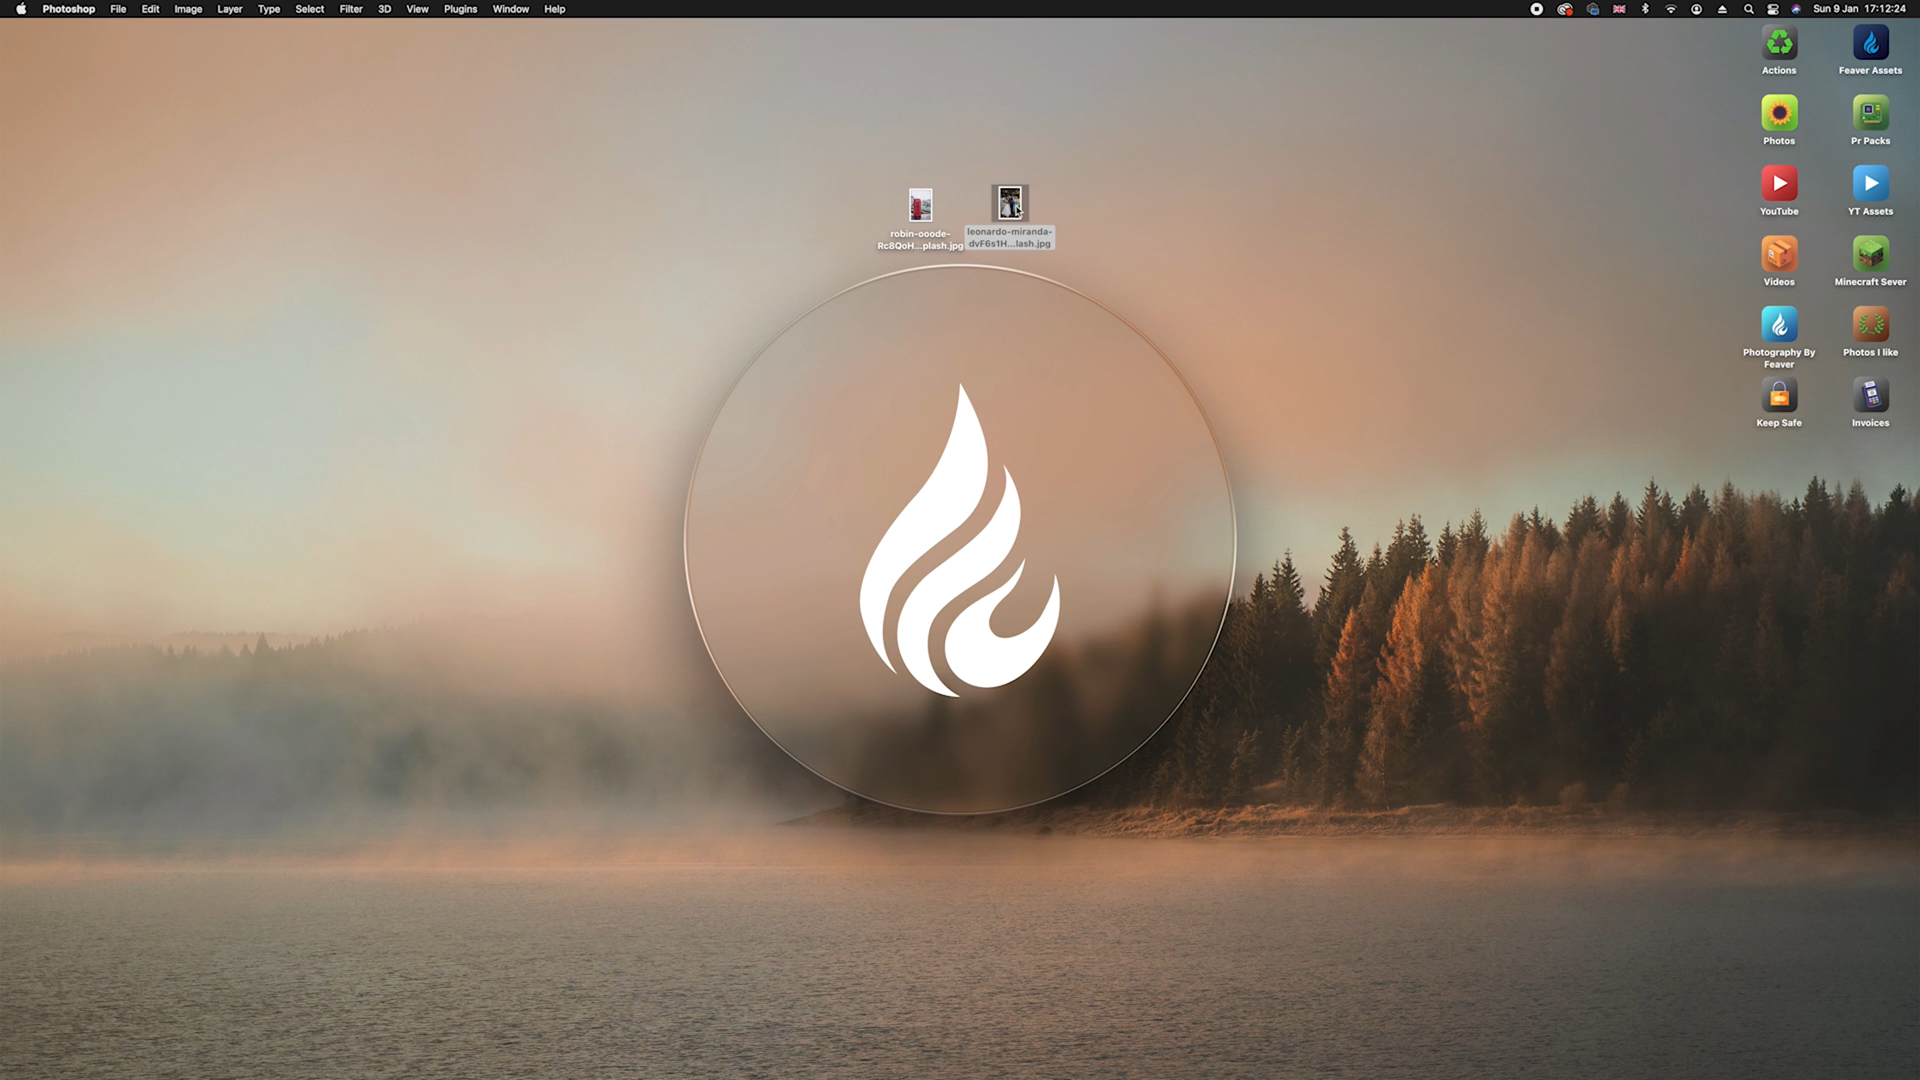 Photoshop File Edit Image Layer Type Select Filter 3D View Plugins Window Help Sun 9 Jan 17:12:24
Actions
Feaver Assets
Photos
Pr Packs
robin-ooode-
Rc8QoH...plash.jpg
leonardo-miranda-
dvF6s1H...lash.jpg
YouTube
YT Assets
Videos
Minecraft Sever
Photography By
Feaver
Photos I like
Keep Safe
Invoices